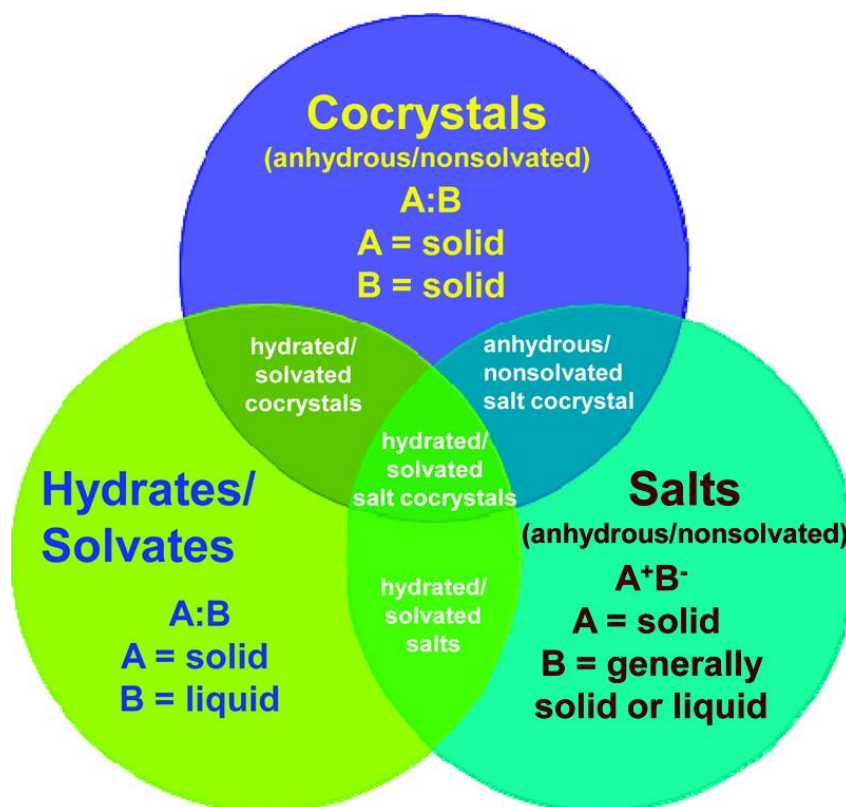 Cocrystals
(anhydrous/nonsolvated)
A:B
A = solid
B = solid
hydrated/
solvated
cocrystals
anhydrous/
nonsolvated
salt cocrystal
hydrated/
solvated
salt cocrystals
Hydrates/
Solvates
A:B
A = solid
B = liquid
Salts
(anhydrous/nonsolvated)
A⁺B⁻
A = solid
B = generally
solid or liquid
hydrated/
solvated
salts